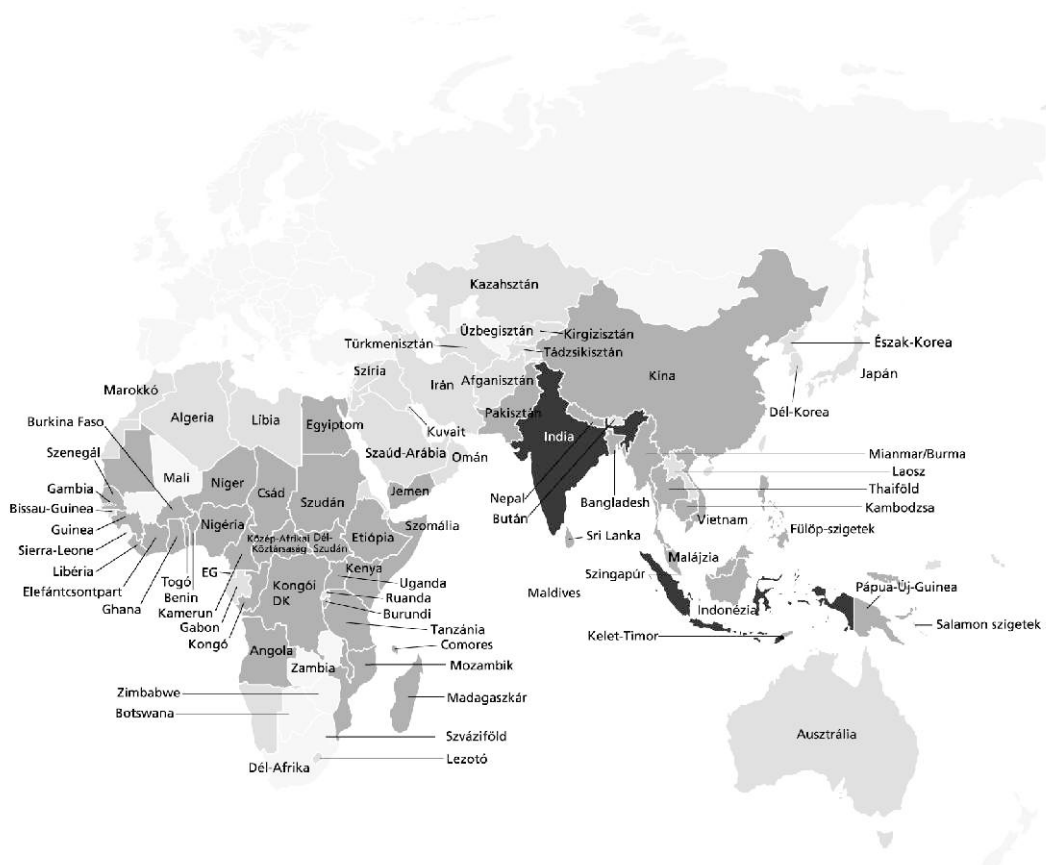 Kazahsztán
Üzbegisztán
Kirgizisztán
Türkmenisztán
Tádzsikisztán
Észak-Korea
Szíria
Irán
Afganisztán
Kína
Japán
Marokkó
Dél-Korea
Algeria
Líbia
Egyiptom
Pakisztán
Burkina Faso
Kuvait
India
Szaúd-Arábia
Omán
Mianmar/Burma
Szenegál
Mali
Laosz
Niger
Csád
Szudán
Jemen
Nepal
Bangladesh
Thaiföld
Gambia
Bissau-Guinea
Bután
Kambodzsa
Nigéria
Szomália
Vietnam
Guinea
Etiópia
Fülöp-szigetek
Közép-Afrikai
Köztársaság
Dél-
Szudán
Sri Lanka
Sierra-Leone
Malájzia
Libéria
EG
Kenya
Szingapúr
Togó
Kongói
DK
Uganda
Pápua-Új-Guinea
Elefántcsontpart
Benin
Ruanda
Maldives
Ghana
Kamerun
Burundi
Indonézia
Gabon
Salamon szigetek
Tanzánia
Kelet-Timor
Kongó
Comores
Angola
Zambia
Mozambik
Zimbabwe
Madagaszkár
Botswana
Szváziföld
Ausztrália
Lezotó
Dél-Afrika